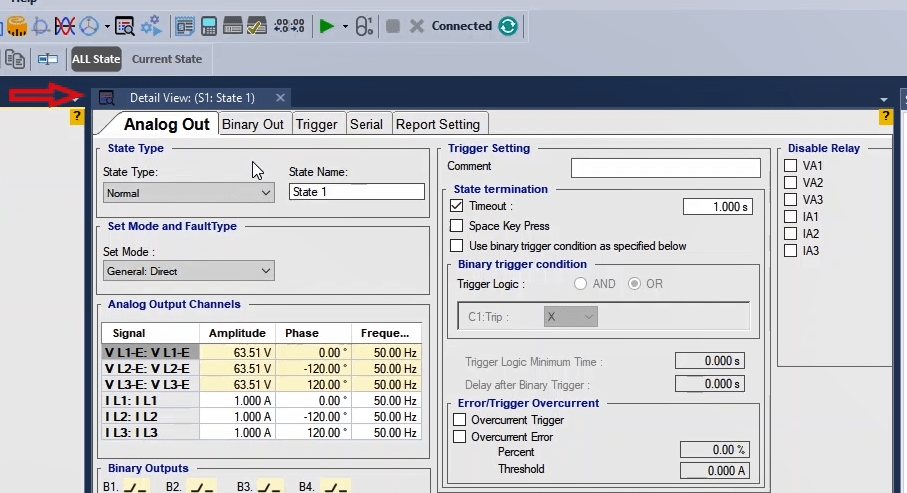 Help
Connected
ALL State
Current State
Detail View: (S1: State 1)
?
?
Analog Out
Binary Out
Trigger
Serial
Report Setting
State Type
State Type:
State Name:
Normal
State 1
Set Mode and FaultType
Set Mode :
General: Direct
Analog Output Channels
Signal Amplitude Phase Freque...
V L1-E: V L1-E 63.51 V 0.00 ° 50.00 Hz
V L2-E: V L2-E 63.51 V -120.00 ° 50.00 Hz
V L3-E: V L3-E 63.51 V 120.00 ° 50.00 Hz
I L1: I L1 1.000 A 0.00 ° 50.00 Hz
I L2: I L2 1.000 A -120.00 ° 50.00 Hz
I L3: I L3 1.000 A 120.00 ° 50.00 Hz
Binary Outputs
B1. B2. B3. B4.
Trigger Setting
Comment
State termination
Timeout : 1.000 s
Space Key Press
Use binary trigger condition as specified below
Binary trigger condition
Trigger Logic : AND OR
C1:Trip : X
Trigger Logic Minimum Time : 0.000 s
Delay after Binary Trigger : 0.000 s
Error/Trigger Overcurrent
Overcurrent Trigger
Overcurrent Error
Percent 0.00 %
Threshold 0.000 A
Disable Relay
VA1
VA2
VA3
IA1
IA2
IA3